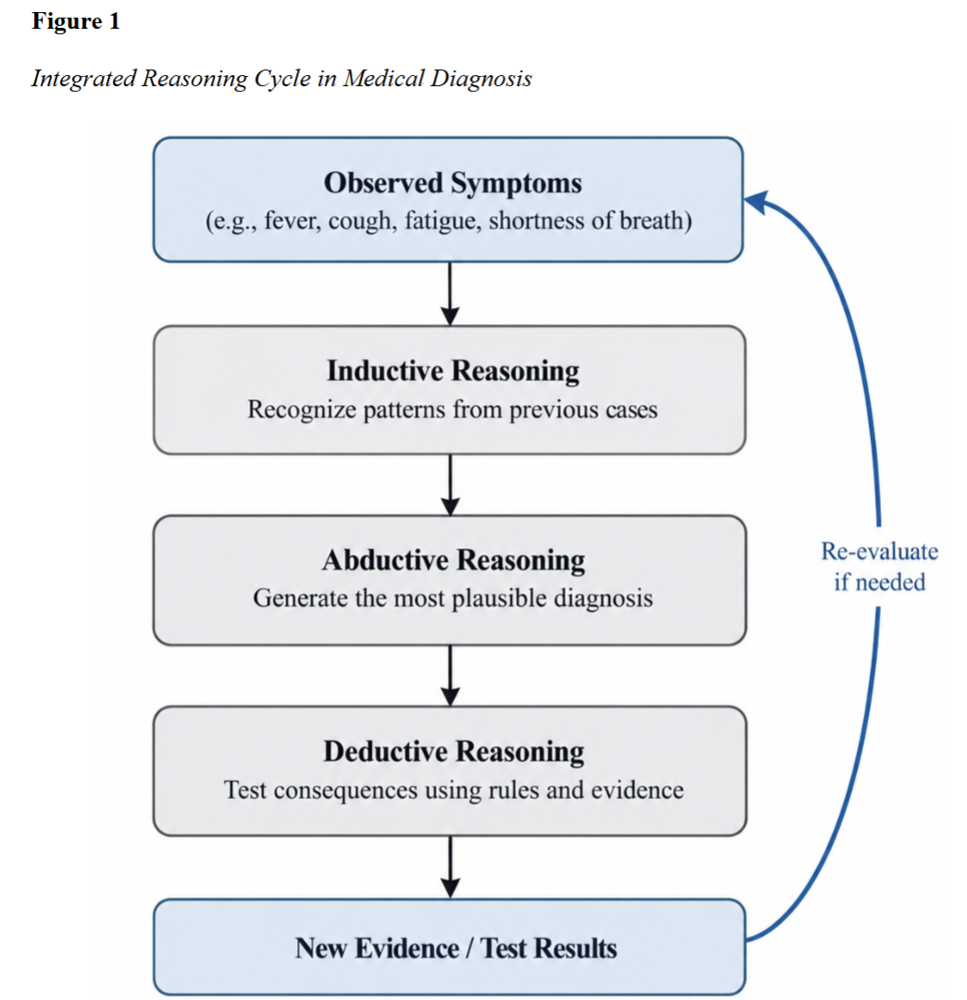 Figure 1
Integrated Reasoning Cycle in Medical Diagnosis
Observed Symptoms
(e.g., fever, cough, fatigue, shortness of breath)
Inductive Reasoning
Recognize patterns from previous cases
Abductive Reasoning
Generate the most plausible diagnosis
Re-evaluate
if needed
Deductive Reasoning
Test consequences using rules and evidence
New Evidence / Test Results